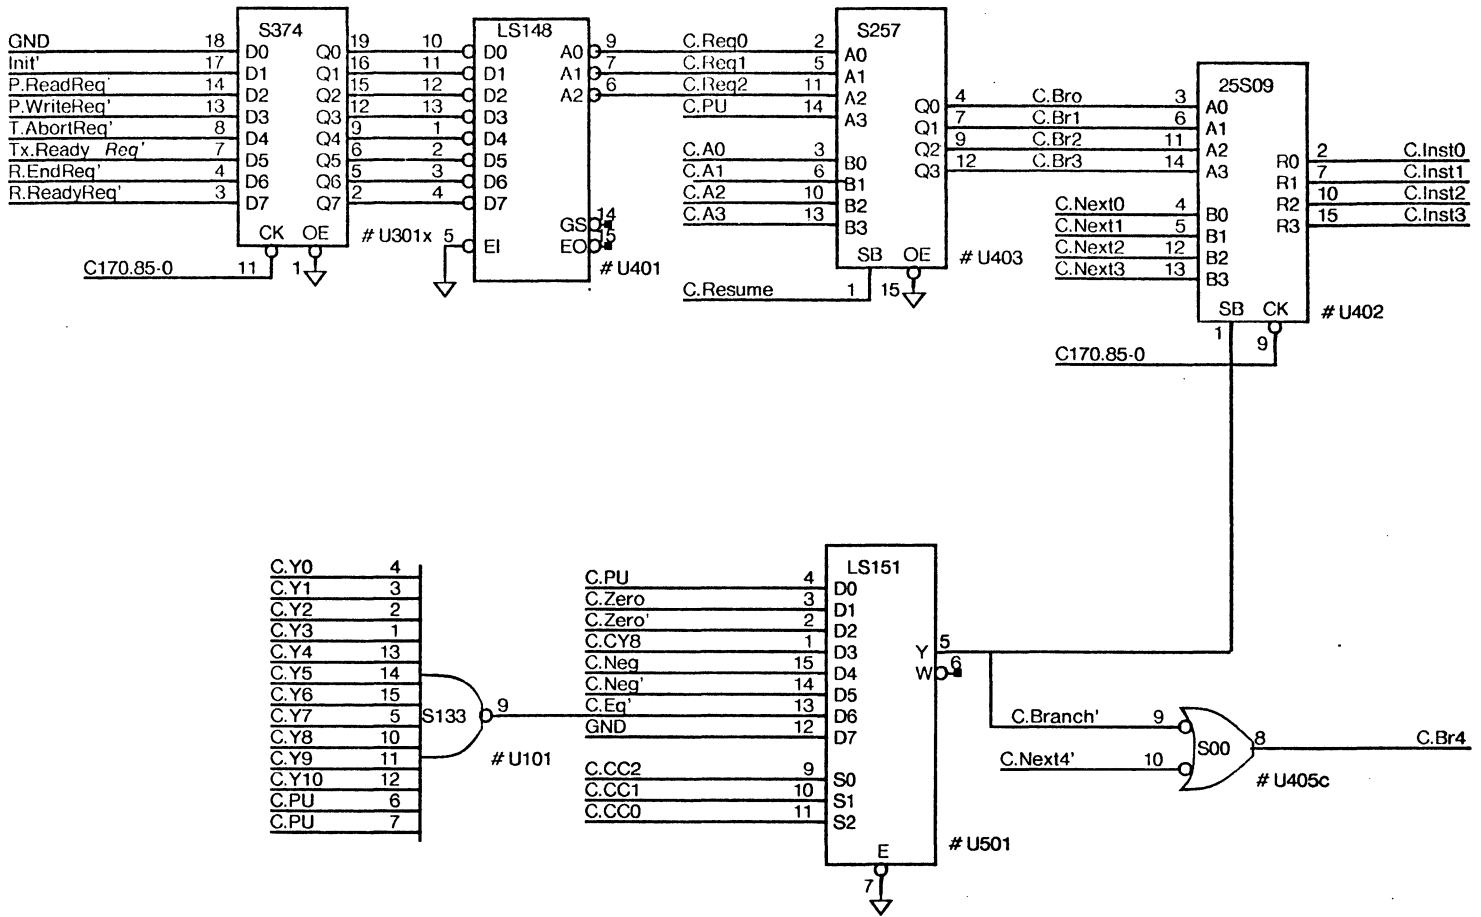 S374
GND 18 D0 Q0 19
Init' 17 D1 Q1 16
P.ReadReq' 14 D2 Q2 15
P.WriteReq' 13 D3 Q3 12
T.AbortReq' 8 D4 Q4 9
Tx.Ready Req' 7 D5 Q5 6
R.EndReq' 4 D6 Q6 5
R.ReadyReq' 3 D7 Q7 2
CK OE
# U301x
C170.85-0 11 1
LS148
10 D0 A0 9
11 D1 A1 7
12 D2 A2 6
13 D3
1 D4
2 D5
3 D6
4 D7
GS 14
5 EI EO 15
# U401
S257
C.Req0 2 A0
C.Req1 5 A1
C.Req2 11 A2
C.PU 14 A3
Q0 4
Q1 7
Q2 9
Q3 12
C.A0 3 B0
C.A1 6 B1
C.A2 10 B2
C.A3 13 B3
SB OE
# U403
C.Resume 1 15
25S09
C.Bro 3 A0
C.Br1 6 A1
C.Br2 11 A2
C.Br3 14 A3
R0 2 C.Inst0
R1 7 C.Inst1
R2 10 C.Inst2
R3 15 C.Inst3
C.Next0 4 B0
C.Next1 5 B1
C.Next2 12 B2
C.Next3 13 B3
SB CK
# U402
1 9
C170.85-0
C.Y0 4
C.Y1 3
C.Y2 2
C.Y3 1
C.Y4 13
C.Y5 14
C.Y6 15
C.Y7 5
C.Y8 10
C.Y9 11
C.Y10 12
C.PU 6
C.PU 7
S133 9
# U101
LS151
C.PU 4 D0
C.Zero 3 D1
C.Zero' 2 D2
C.CY8 1 D3
C.Neg 15 D4
C.Neg' 14 D5
C.Eq' 13 D6
GND 12 D7
Y 5
W 6
C.CC2 9 S0
C.CC1 10 S1
C.CC0 11 S2
E
7
# U501
C.Branch' 9
C.Next4' 10
S00 8 C.Br4
# U405c